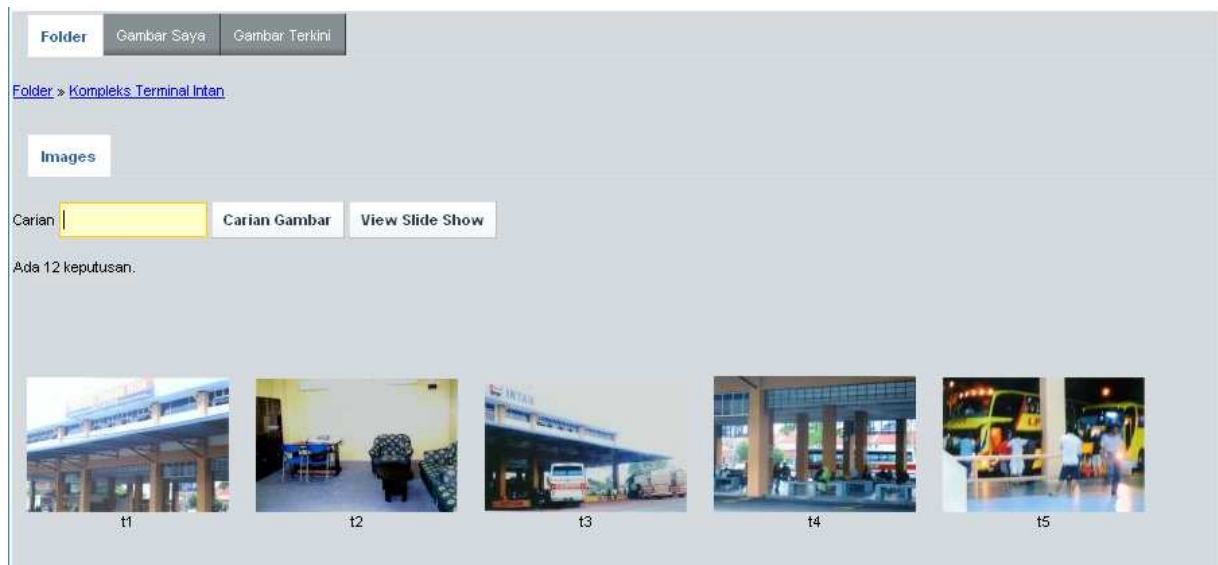 Folder Gambar Saya Gambar Terkini
Folder » Kompleks Terminal Intan
Images
Carian Carian Gambar View Slide Show
Ada 12 keputusan.
INTAN
t1 t2 t3 t4 t5